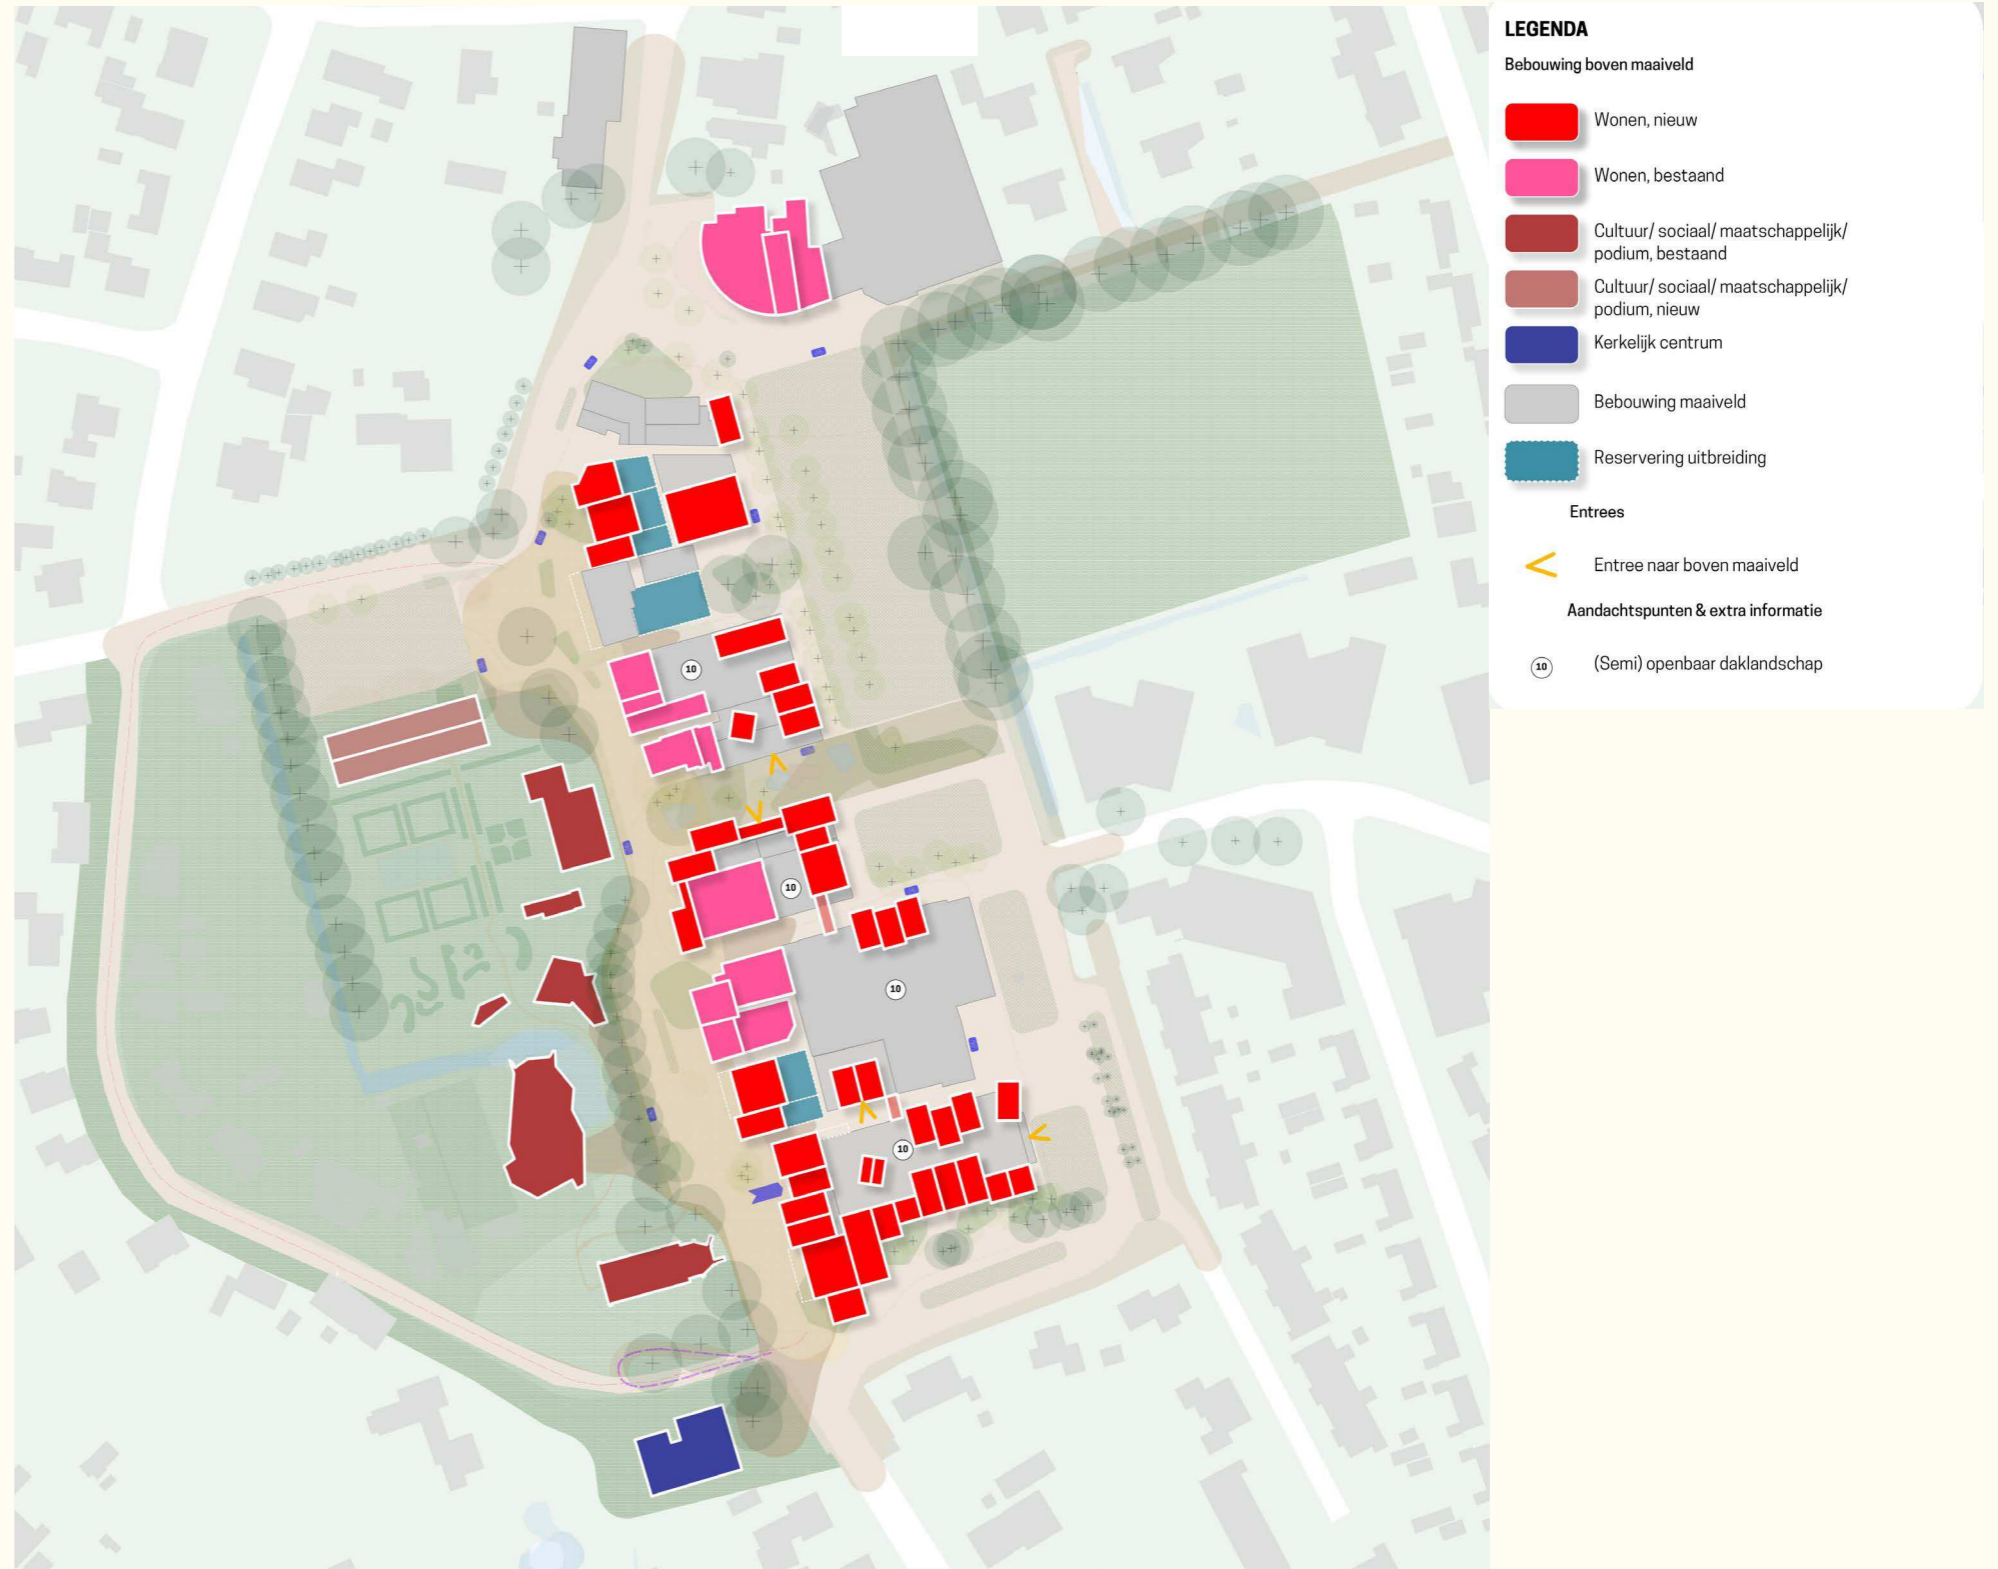 LEGENDA
Bebouwing boven maaiveld
Wonen, nieuw
Wonen, bestaand
Cultuur/ sociaal/ maatschappelijk/
podium, bestaand
Cultuur/ sociaal/ maatschappelijk/
podium, nieuw
Kerkelijk centrum
Bebouwing maaiveld
Reservering uitbreiding
Entrees
Entree naar boven maaiveld
Aandachtspunten & extra informatie
10 (Semi) openbaar daklandschap
10
10
10
10